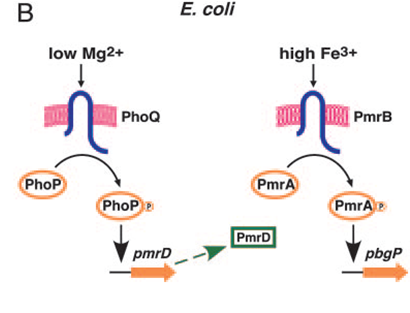 B
E. coli
low Mg2+
high Fe3+
PhoQ
PmrB
PhoP
PmrA
PhoP P
PmrA P
pmrD
PmrD
pbgP